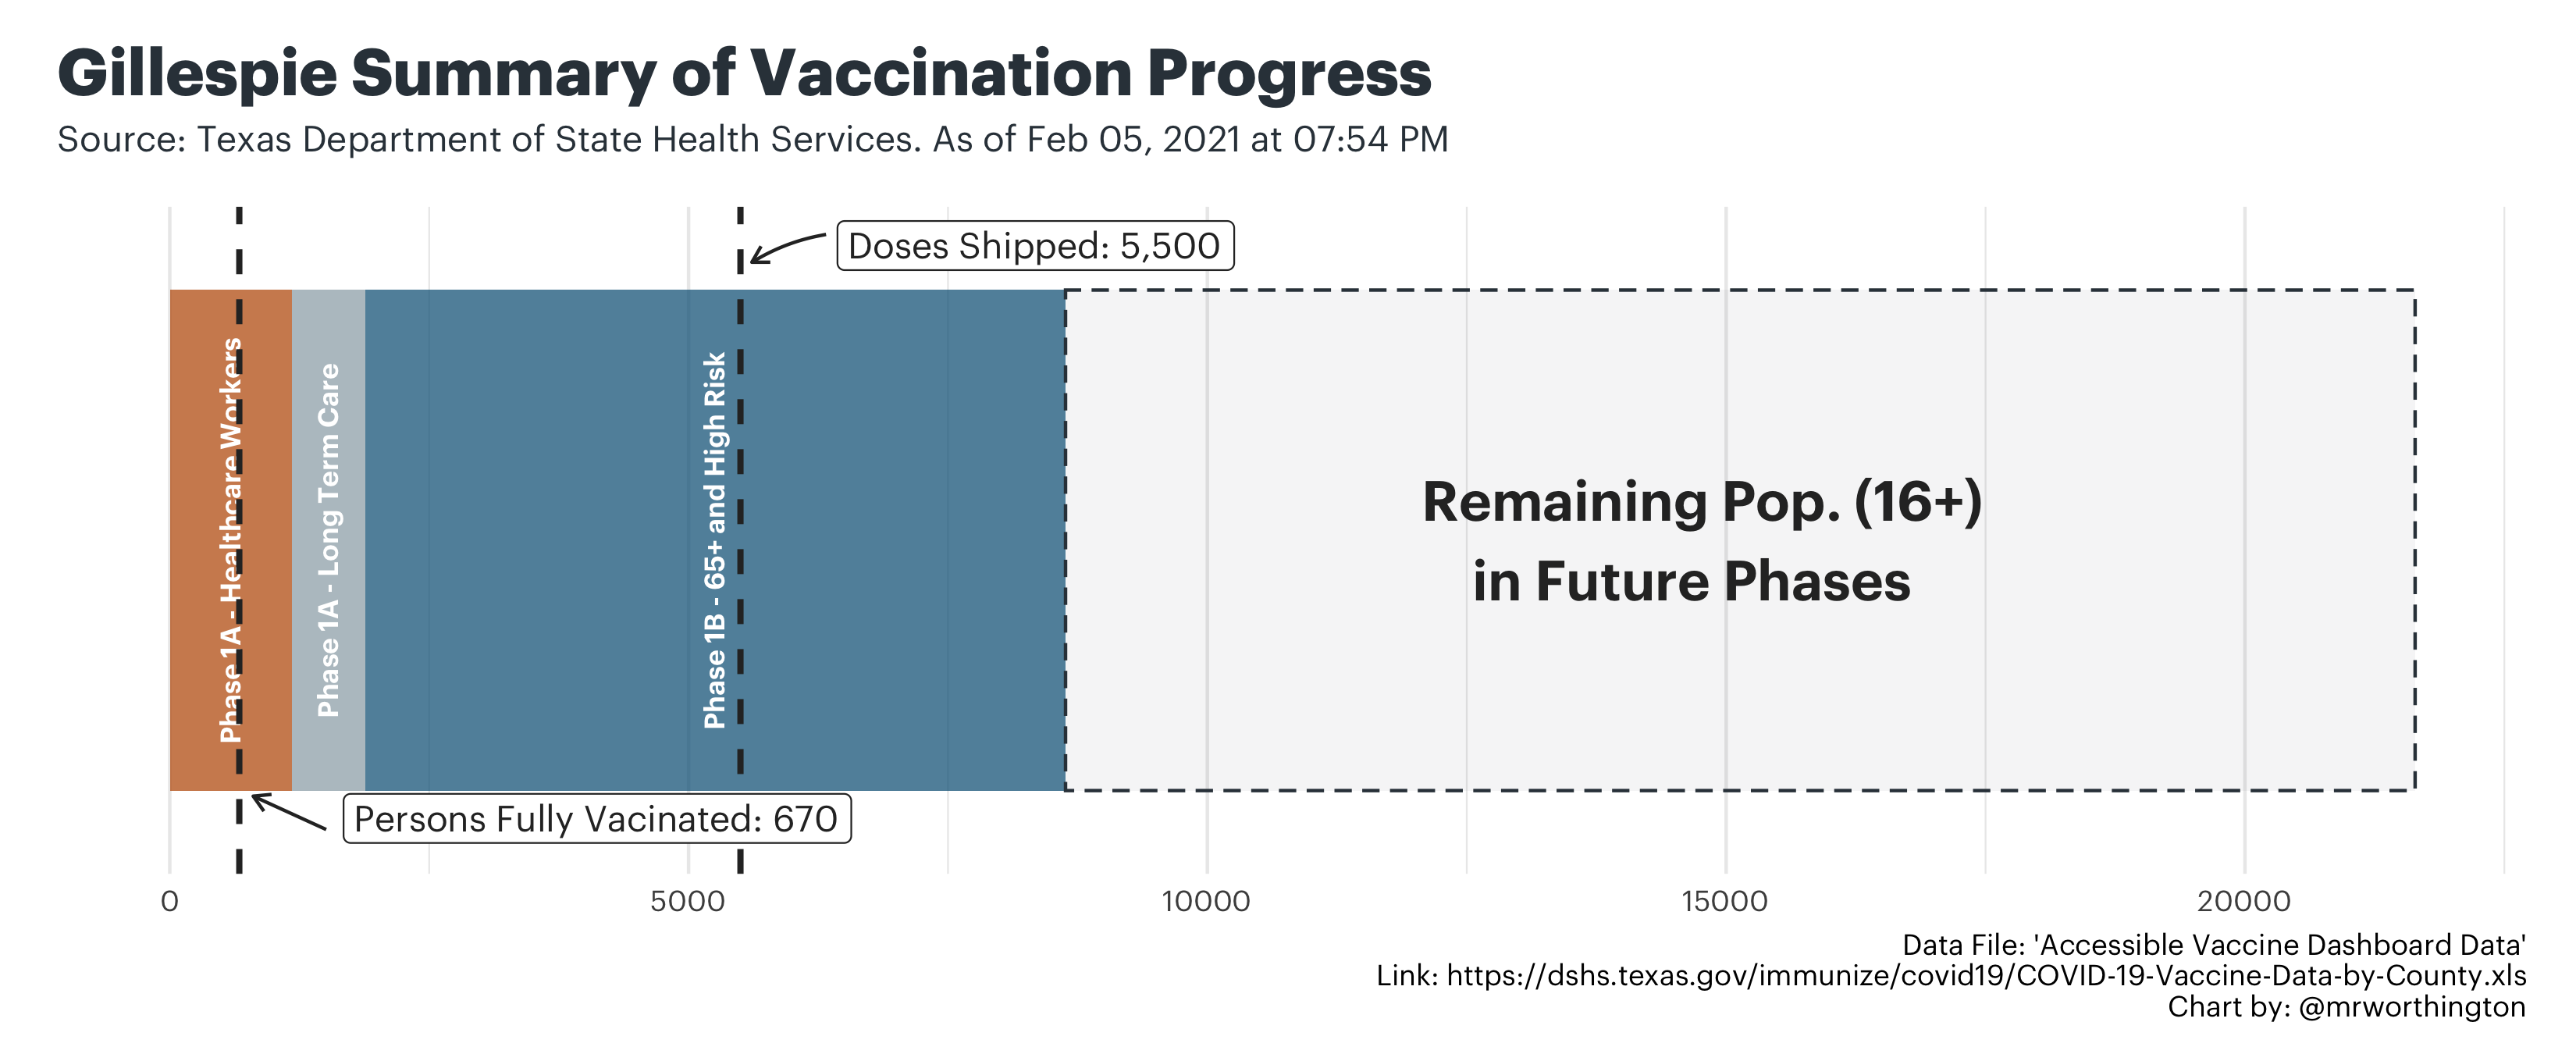 Gillespie Summary of Vaccination Progress
Source: Texas Department of State Health Services. As of Feb 05, 2021 at 07:54 PM
Doses Shipped: 5,500
Phase 1A - Healthcare Workers
Phase 1A - Long Term Care
Phase 1B - 65+ and High Risk
Remaining Pop. (16+)
in Future Phases
Persons Fully Vacinated: 670
0 5000 10000 15000 20000
Data File: 'Accessible Vaccine Dashboard Data'
Link: https://dshs.texas.gov/immunize/covid19/COVID-19-Vaccine-Data-by-County.xls
Chart by: @mrworthington